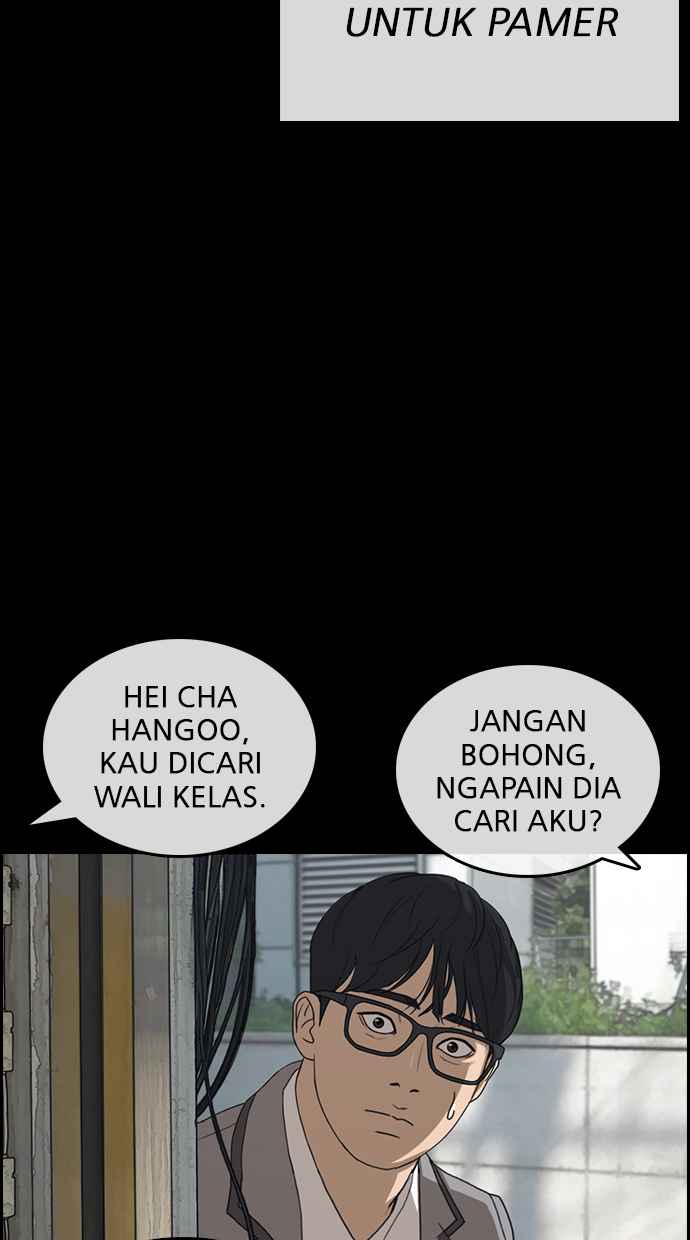 UNTUK PAMER
HEI CHA
HANGOO,
KAU DICARI
WALI KELAS.
JANGAN
BOHONG,
NGAPAIN DIA
CARI AKU?